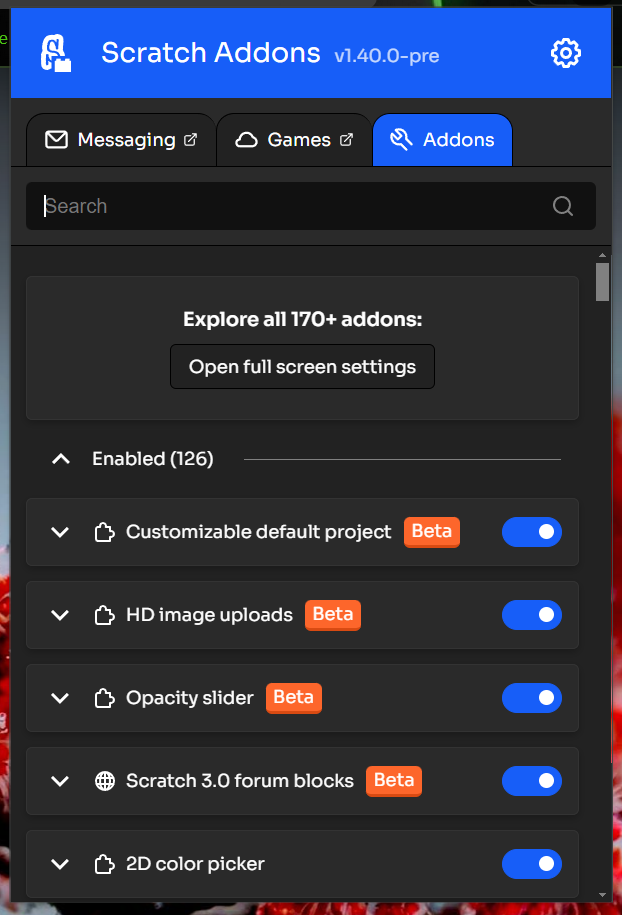 Scratch Addons v1.40.0-pre
Messaging
Games
Addons
Search
Explore all 170+ addons:
Open full screen settings
Enabled (126)
Customizable default project Beta
HD image uploads Beta
Opacity slider Beta
Scratch 3.0 forum blocks Beta
2D color picker